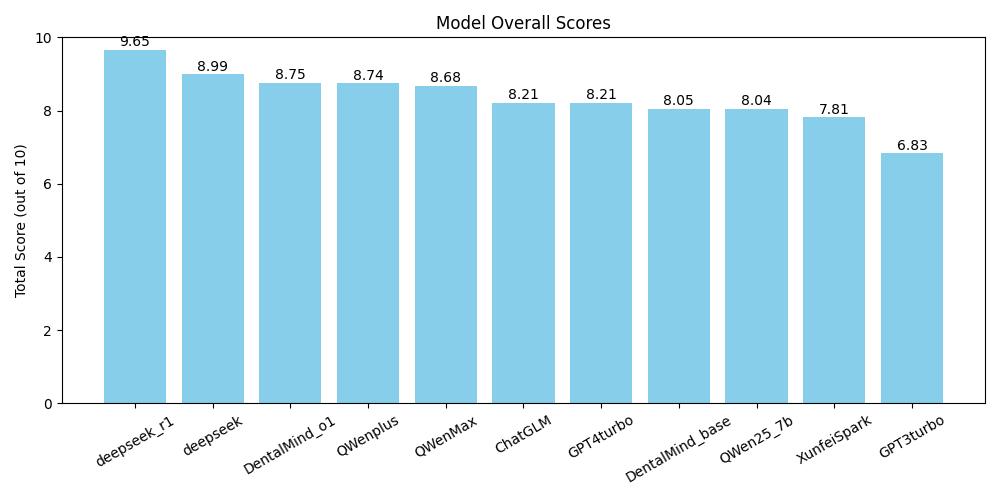 Model Overall Scores
Total Score (out of 10)
10
8
6
4
2
0
9.65
8.99
8.75
8.74
8.68
8.21
8.21
8.05
8.04
7.81
6.83
deepseek_r1
deepseek
DentalMind_o1
QWenplus
QWenMax
ChatGLM
GPT4turbo
DentalMind_base
QWen25_7b
XunfeiSpark
GPT3turbo